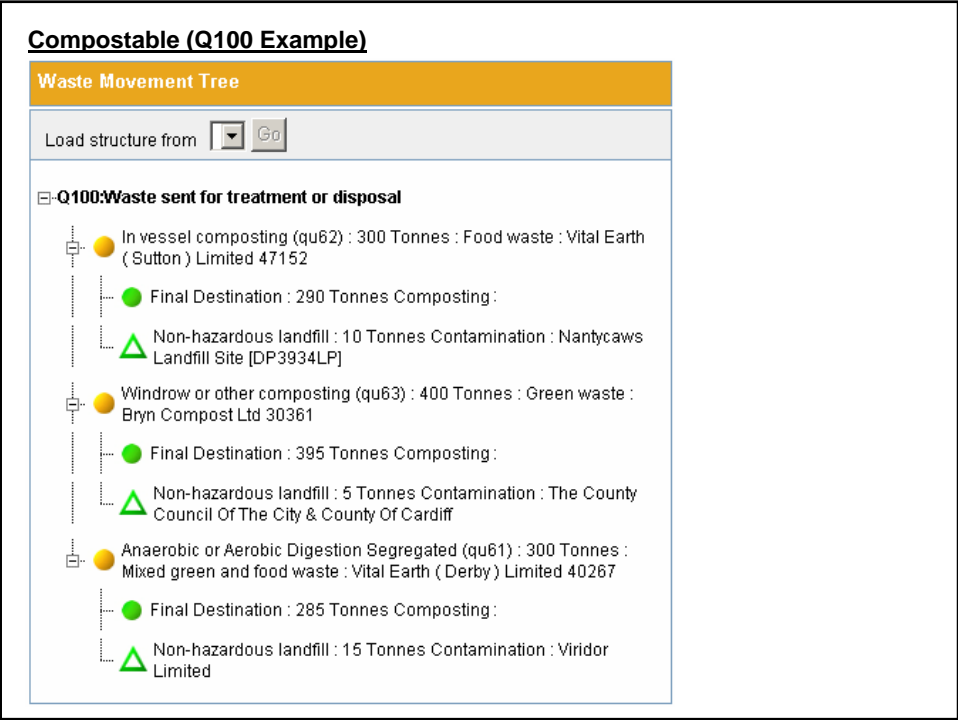 Compostable (Q100 Example)
Waste Movement Tree
Load structure from Go
Q100:Waste sent for treatment or disposal
In vessel composting (qu62) : 300 Tonnes : Food waste : Vital Earth
( Sutton ) Limited 47152
Final Destination : 290 Tonnes Composting :
Non-hazardous landfill : 10 Tonnes Contamination : Nantycaws
Landfill Site [DP3934LP]
Windrow or other composting (qu63) : 400 Tonnes : Green waste :
Bryn Compost Ltd 30361
Final Destination : 395 Tonnes Composting :
Non-hazardous landfill : 5 Tonnes Contamination : The County
Council Of The City & County Of Cardiff
Anaerobic or Aerobic Digestion Segregated (qu61) : 300 Tonnes :
Mixed green and food waste : Vital Earth ( Derby ) Limited 40267
Final Destination : 285 Tonnes Composting :
Non-hazardous landfill : 15 Tonnes Contamination : Viridor
Limited